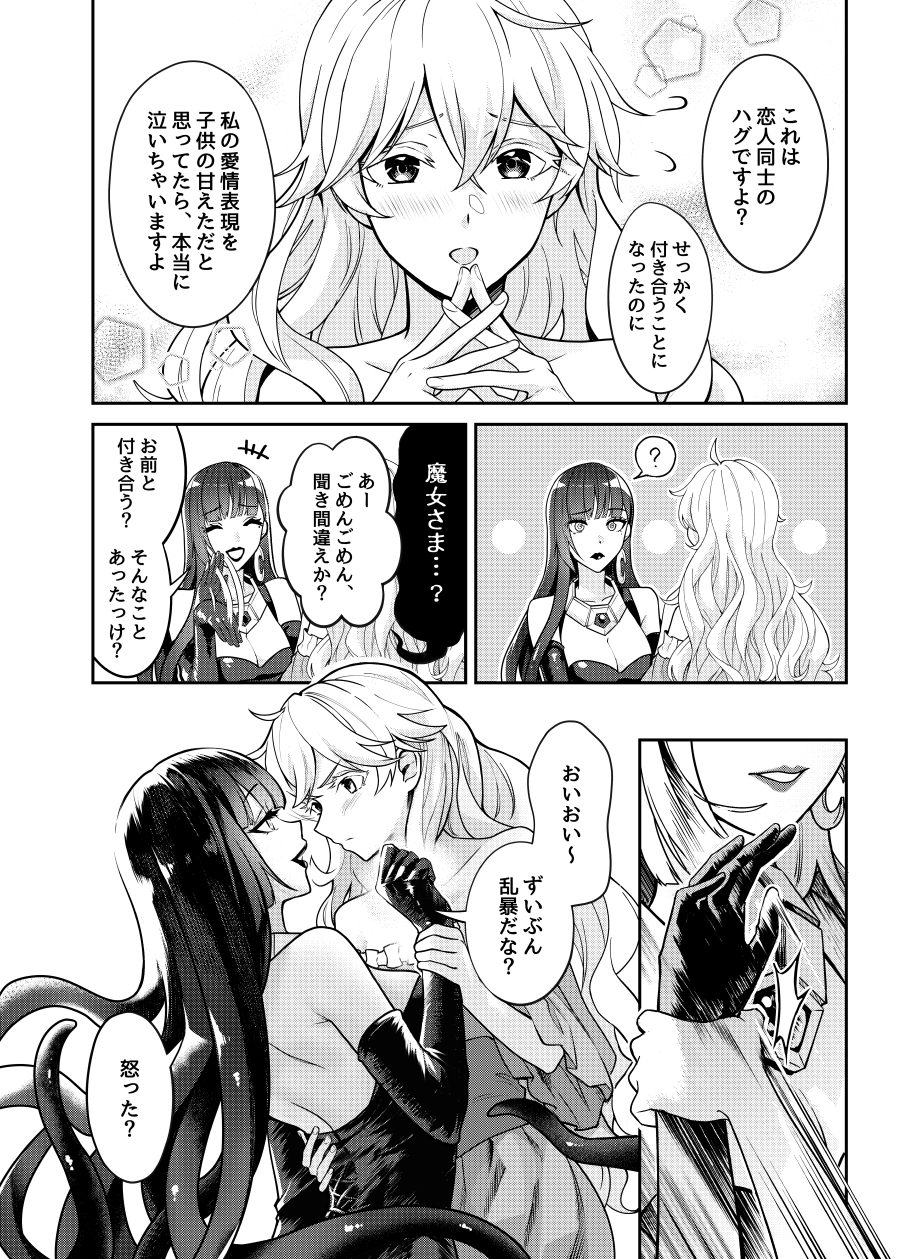 これは
恋人同士の
ハグですよ？
せっかく
付き合うことに
なったのに
私の愛情表現を
子供の甘えただと
思ってたら、本当に
泣いちゃいますよ
？
魔女さま…？
あー
ごめんごめん、
聞き間違えか？
お前と
付き合う？
そんなこと
あったっけ？
おいおい～
ずいぶん
乱暴だな？
怒った？